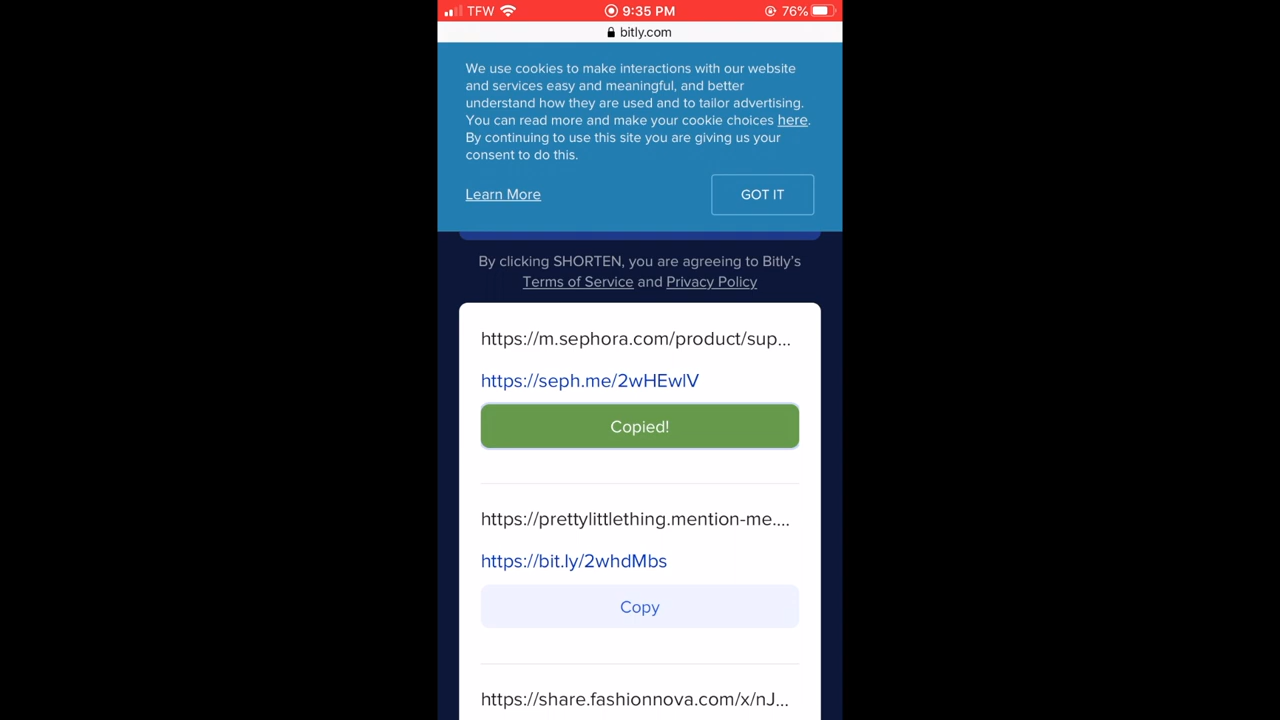 TFW 9:35 PM 76%
bitly.com
We use cookies to make interactions with our website
and services easy and meaningful, and better
understand how they are used and to tailor advertising.
You can read more and make your cookie choices here.
By continuing to use this site you are giving us your
consent to do this.
Learn More GOT IT
By clicking SHORTEN, you are agreeing to Bitly's
Terms of Service and Privacy Policy
https://m.sephora.com/product/sup...
https://seph.me/2wHEwlV
Copied!
https://prettylittlething.mention-me....
https://bit.ly/2whdMbs
Copy
https://share.fashionnova.com/x/nJ...